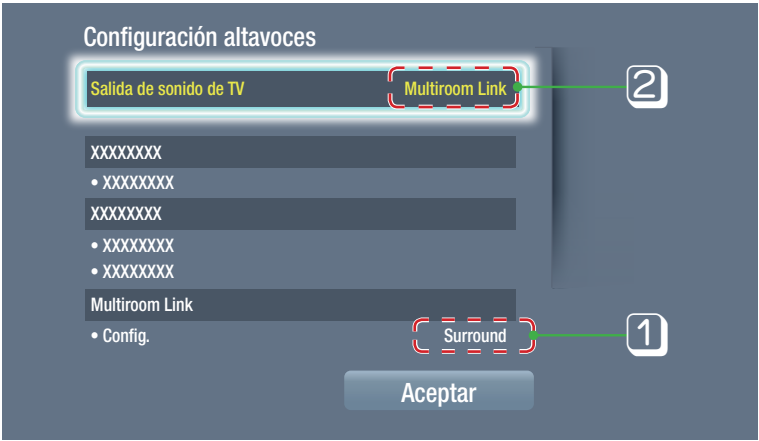 Configuración altavoces
Salida de sonido de TV Multiroom Link
2
XXXXXXXX
• XXXXXXXX
XXXXXXXX
• XXXXXXXX
• XXXXXXXX
Multiroom Link
• Config. Surround
1
Aceptar